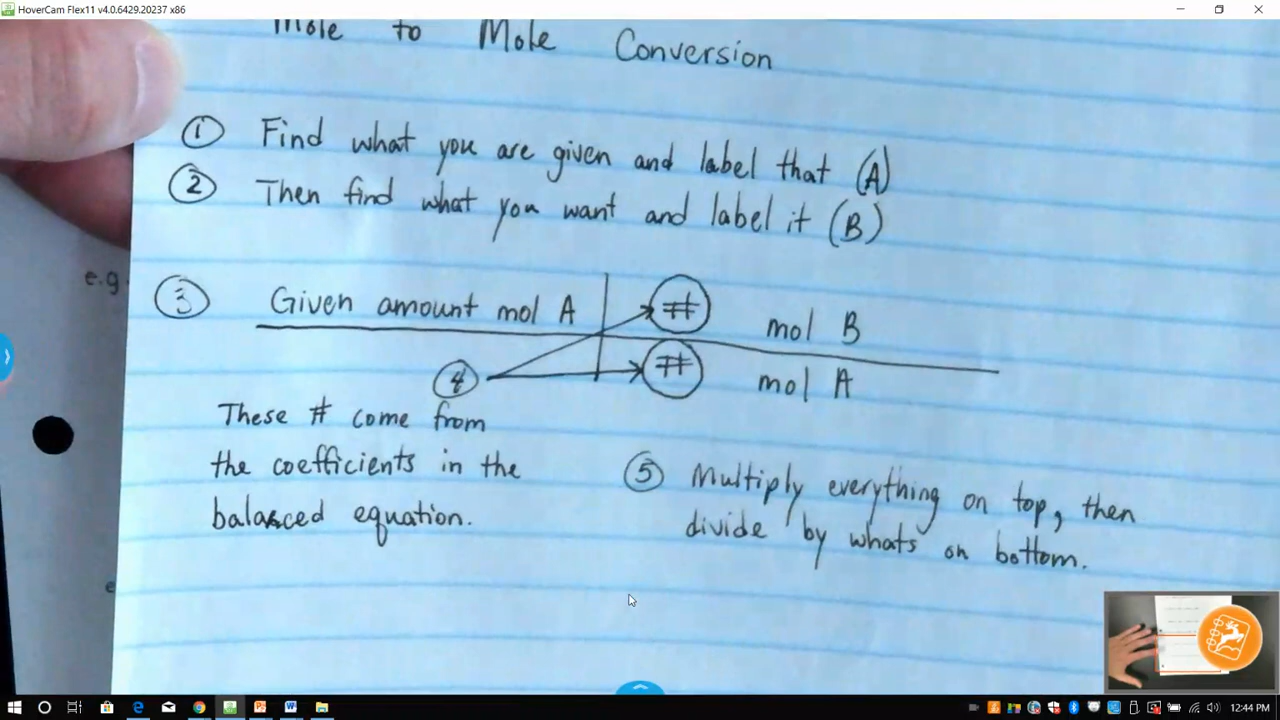 HoverCam Flex11 v4.0.6429.20237 x86
Mole to Mole Conversion
① Find what you are given and label that (A)
② Then find what you want and label it (B)
③ Given amount mol A # mol B
# mol A
④
These # come from
the coefficients in the
balanced equation.
⑤ Multiply everything on top, then
divide by whats on bottom.
e.g.
e
12:44 PM